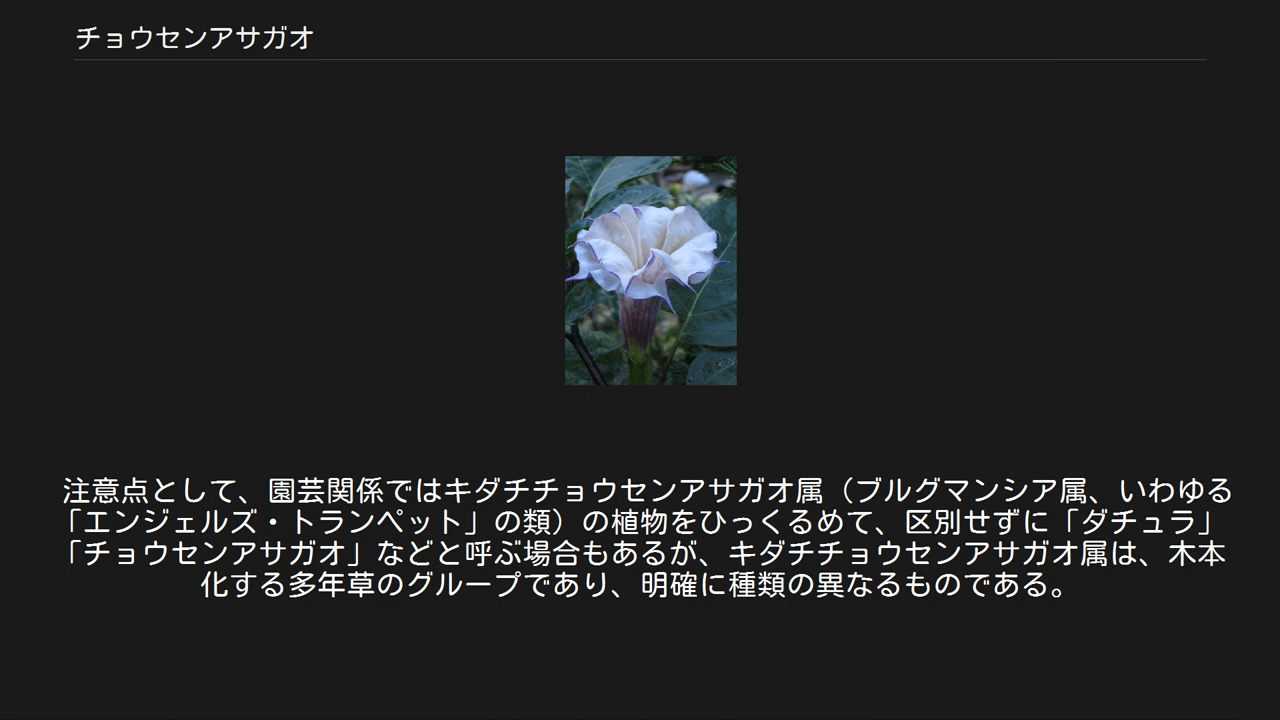 チョウセンアサガオ
注意点として、園芸関係ではキダチチョウセンアサガオ属（ブルグマンシア属、いわゆる
「エンジェルズ・トランペット」の類）の植物をひっくるめて、区別せずに「ダチュラ」
「チョウセンアサガオ」などと呼ぶ場合もあるが、キダチチョウセンアサガオ属は、木本
化する多年草のグループであり、明確に種類の異なるものである。